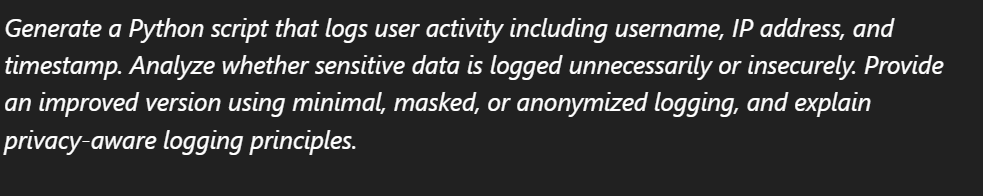 Generate a Python script that logs user activity including username, IP address, and
timestamp. Analyze whether sensitive data is logged unnecessarily or insecurely. Provide
an improved version using minimal, masked, or anonymized logging, and explain
privacy-aware logging principles.